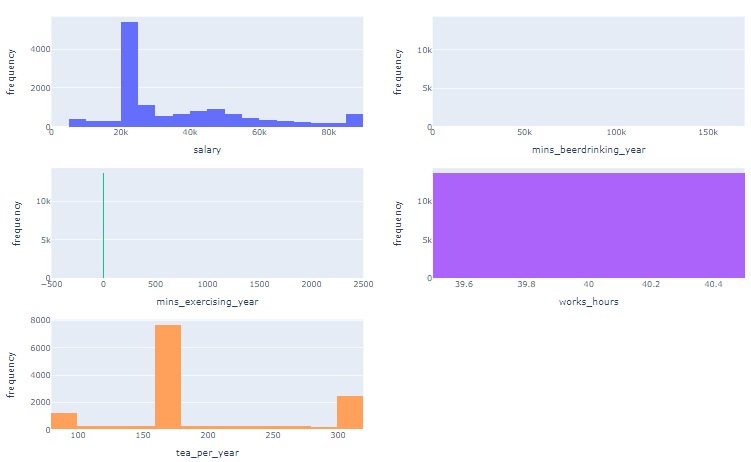 frequency
4000
2000
0
0 20k 40k 60k 80k
salary
frequency
10k
5k
0
0 50k 100k 150k
mins_beerdrinking_year
frequency
10k
5k
0
−500 0 500 1000 1500 2000 2500
mins_exercising_year
frequency
10k
5k
0
39.6 39.8 40 40.2 40.4
works_hours
frequency
8000
6000
4000
2000
0
100 150 200 250 300
tea_per_year